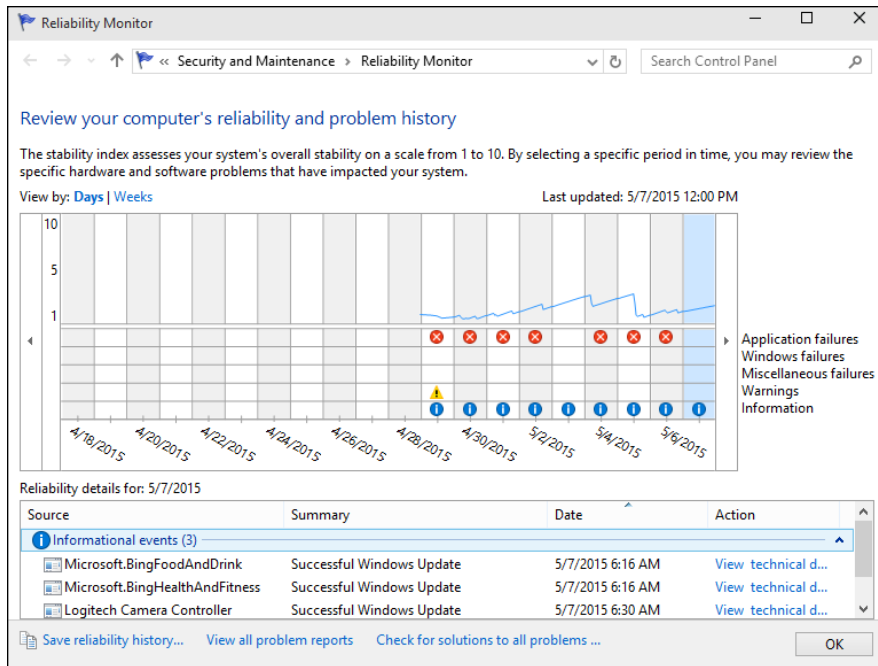 Reliability Monitor
« Security and Maintenance › Reliability Monitor
Search Control Panel
Review your computer's reliability and problem history
The stability index assesses your system's overall stability on a scale from 1 to 10. By selecting a specific period in time, you may review the
specific hardware and software problems that have impacted your system.
View by: Days | Weeks
Last updated: 5/7/2015 12:00 PM
10
5
1
Application failures
Windows failures
Miscellaneous failures
Warnings
Information
4/18/2015 4/20/2015 4/22/2015 4/24/2015 4/26/2015 4/28/2015 4/30/2015 5/2/2015 5/4/2015 5/6/2015
Reliability details for: 5/7/2015
Source Summary Date Action
Informational events (3)
Microsoft.BingFoodAndDrink Successful Windows Update 5/7/2015 6:16 AM View technical d...
Microsoft.BingHealthAndFitness Successful Windows Update 5/7/2015 6:16 AM View technical d...
Logitech Camera Controller Successful Windows Update 5/7/2015 6:30 AM View technical d...
Save reliability history... View all problem reports Check for solutions to all problems ...
OK